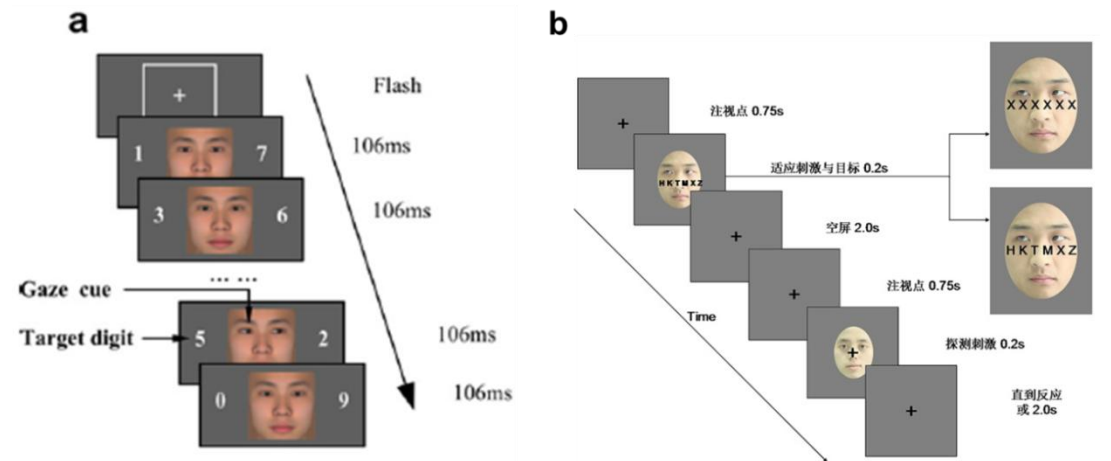 a
+
Flash
1 7
106ms
3 6
106ms
... ...
Gaze cue
Target digit
5 2
106ms
0 9
106ms
b
+
注视点 0.75s
HKTMXZ
适应刺激与目标 0.2s
XXXXXX
HKTMXZ
+
空屏 2.0s
+
注视点 0.75s
Time
+
探测刺激 0.2s
+
直到反应
或 2.0s